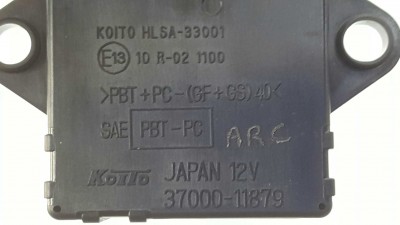 KOITO HLSA-33001
E13 10 R-02 1100
>PBT+PC-(GF+GS)40<
SAE PBT-PC ARC
KOITO JAPAN 12V
37000-11879